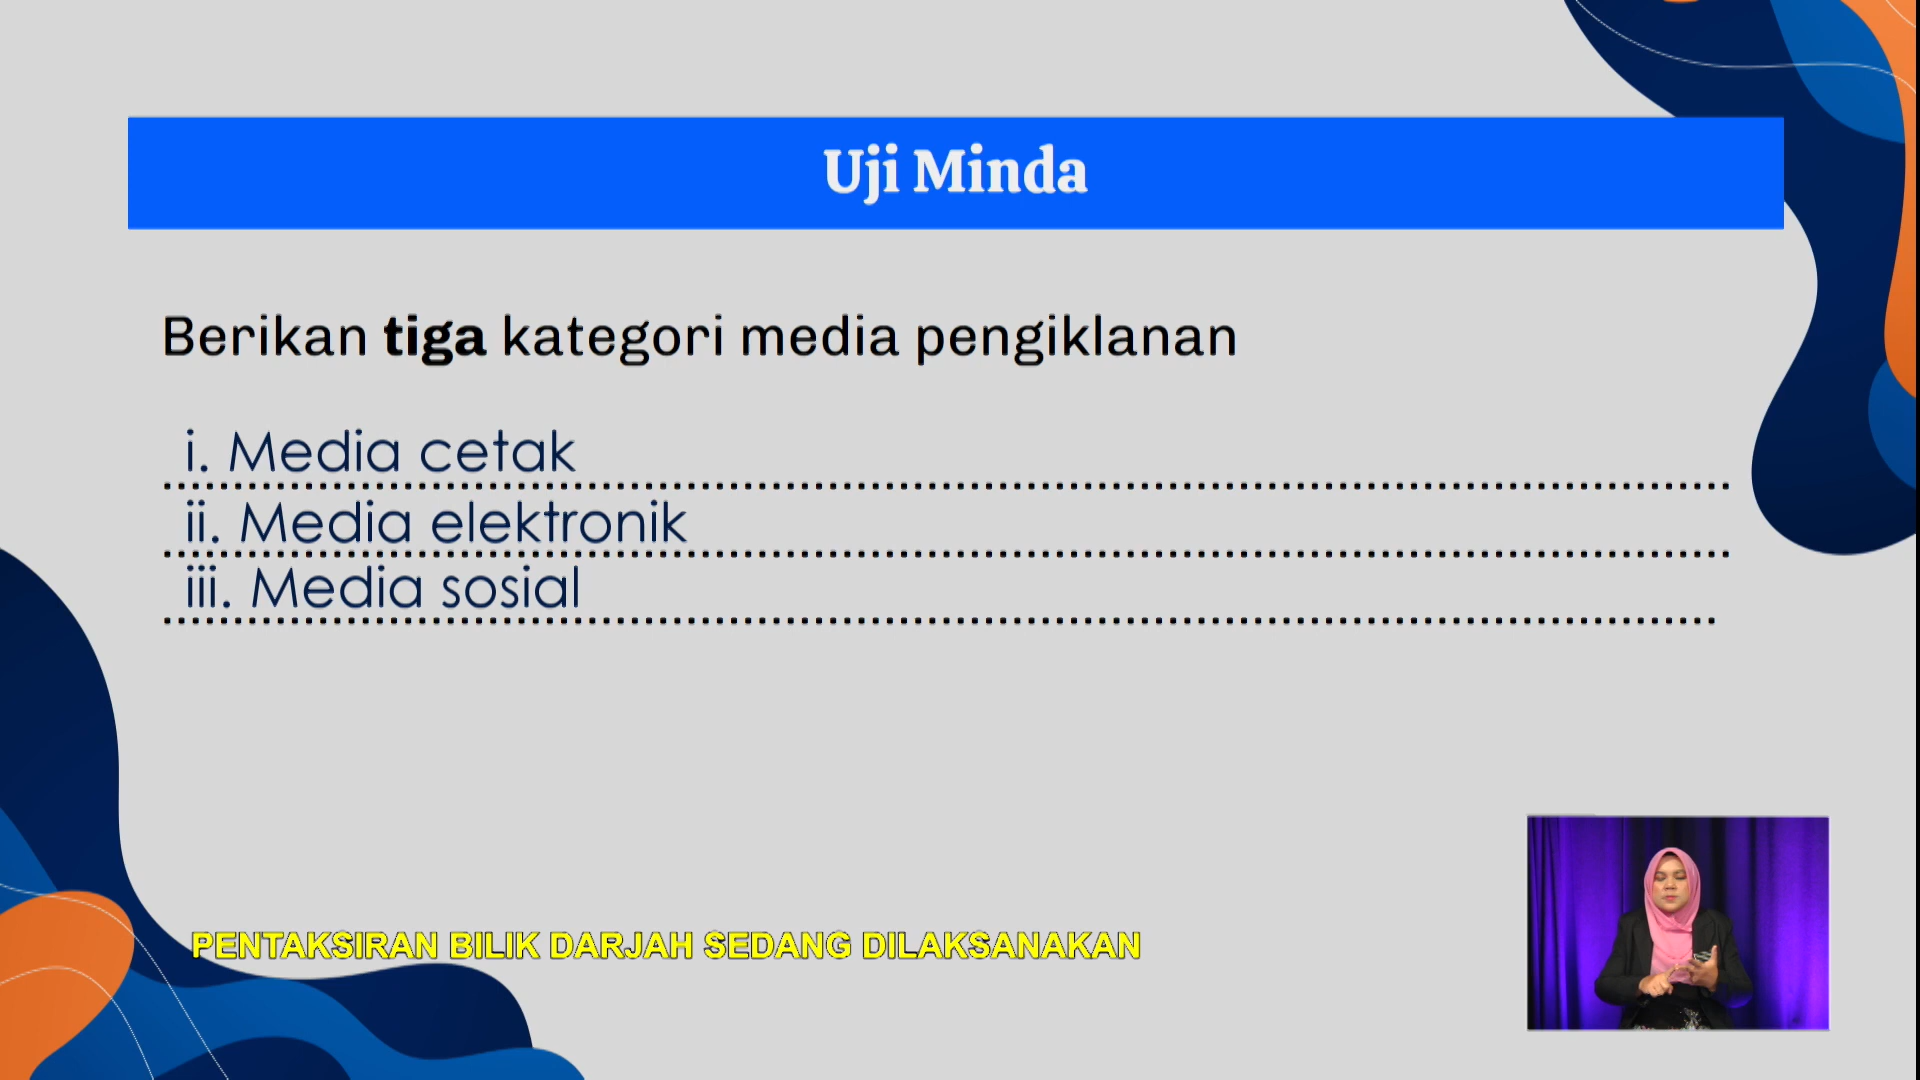 Uji Minda
Berikan tiga kategori media pengiklanan
i. Media cetak
ii. Media elektronik
iii. Media sosial
PENTAKSIRAN BILIK DARJAH SEDANG DILAKSANAKAN